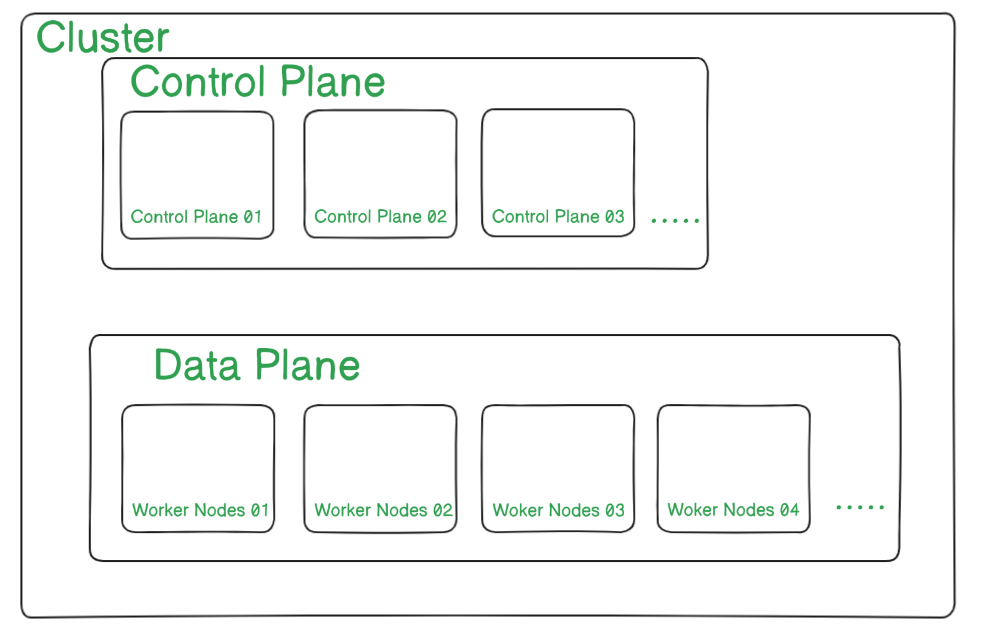 Cluster
Control Plane
Control Plane 01
Control Plane 02
Control Plane 03
.....
Data Plane
Worker Nodes 01
Worker Nodes 02
Woker Nodes 03
Woker Nodes 04
.....